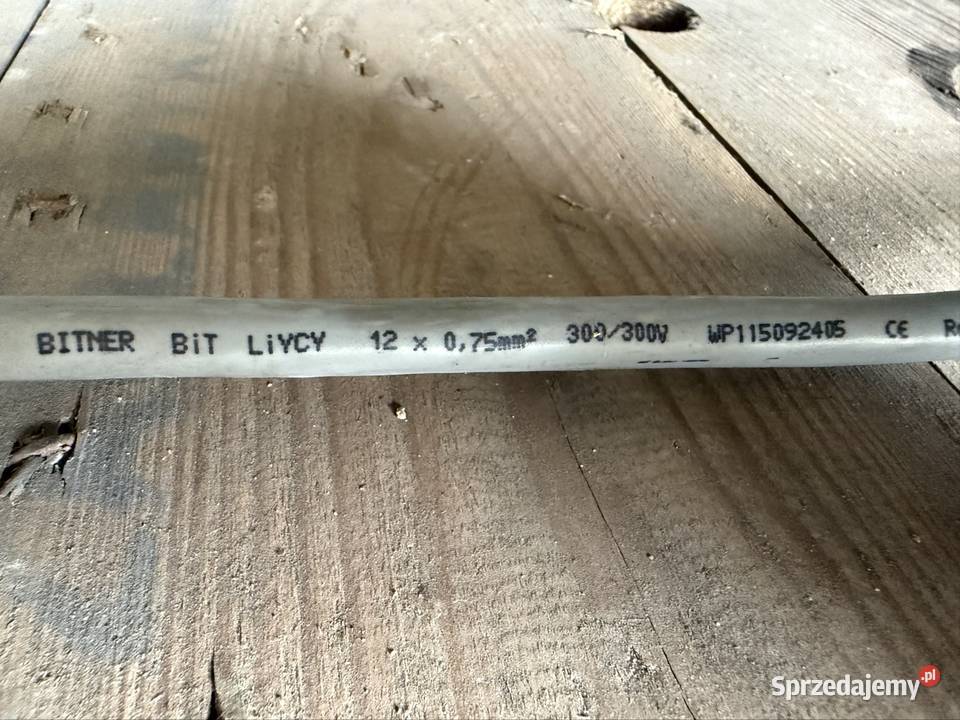 BITNER BiT LiYCY 12 x 0,75mm² 300/300V WP115092405 CE
Sprzedajemy.pl